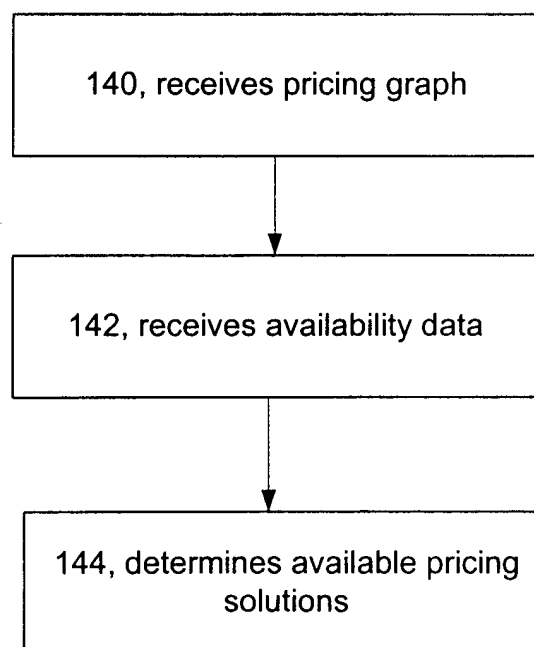 140, receives pricing graph
142, receives availability data
144, determines available pricing
solutions